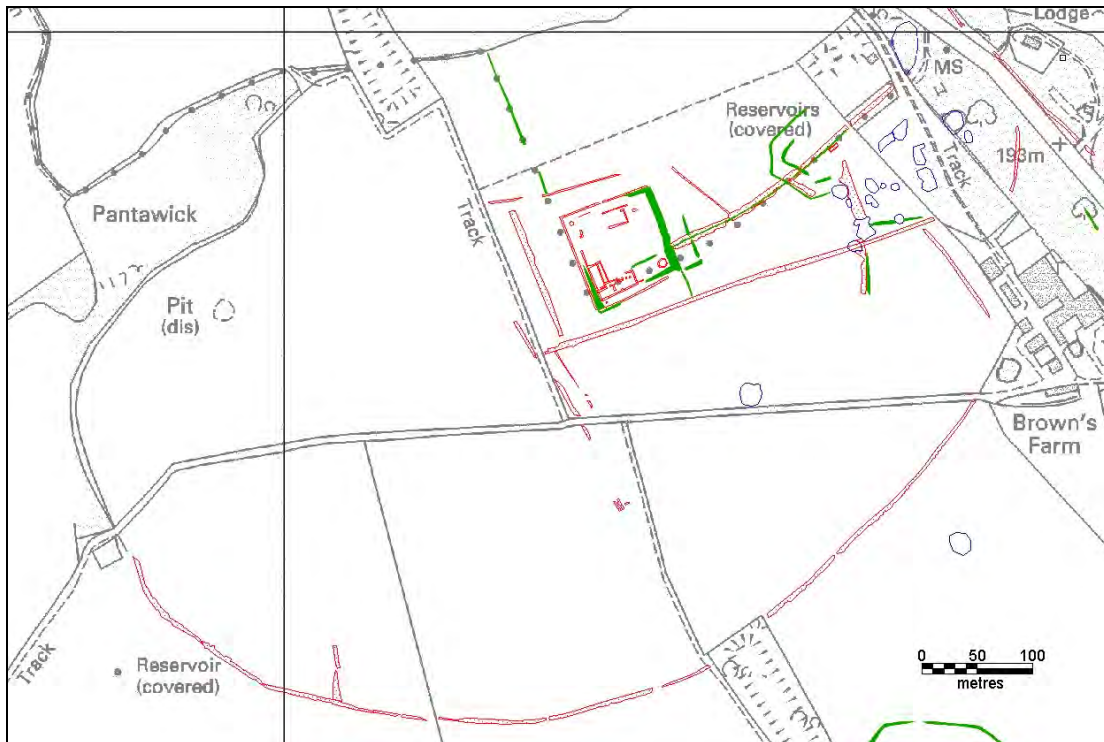 Lodge
MS
Reservoirs
(covered)
193m
Track
Pantawick
Track
Pit
(dis)
Brown's
Farm
Track
Reservoir
(covered)
0 50 100
metres